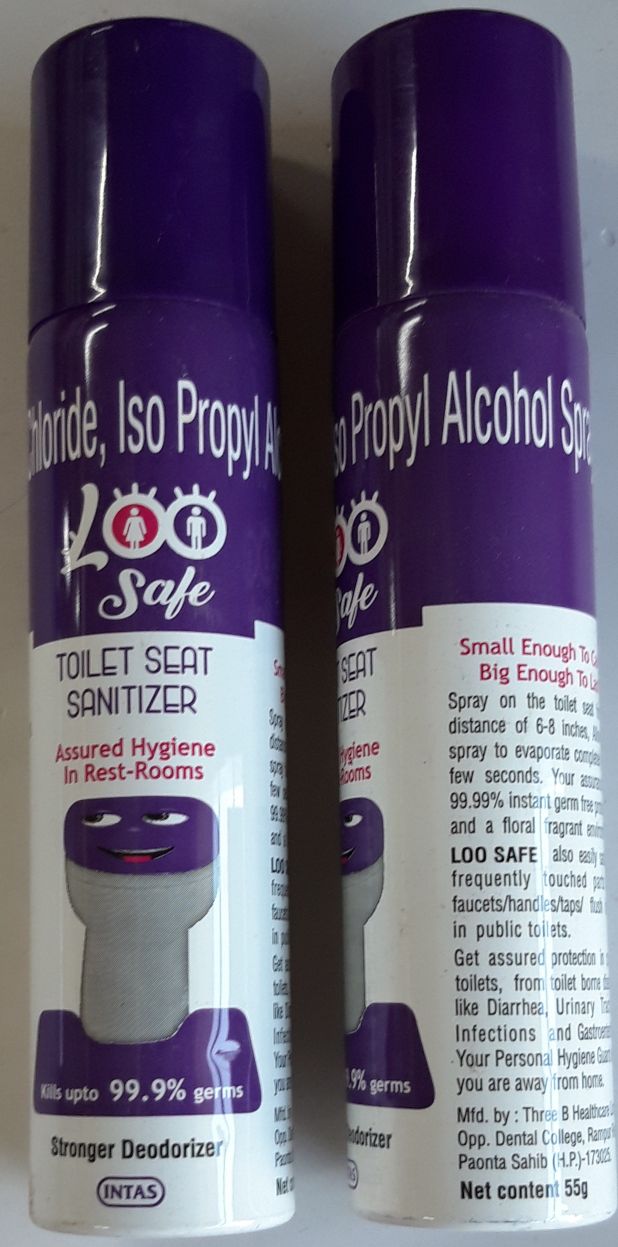 Iso Propyl
LOO
Safe
TOILET SEAT
SANITIZER
Assured Hygiene
In Rest-Rooms
Kills upto 99.9% germs
Stronger Deodorizer
INTAS
Propyl Alcohol
SEAT
9% germs
Small Enough To
Big Enough To
Spray on the toilet seat
distance of 6-8 inches,
spray to evaporate
few seconds. Your
99.99% instant germ free
and a floral fragrant
LOO SAFE also easily
frequently touched
faucets/handles/taps/ flush
in public toilets.
Get assured protection
toilets, from toilet borne
like Diarrhea, Urinary
Infections and
Your Personal Hygiene
you are away from home.
Mfd. by : Three B Healthcare
Opp. Dental College, Rampur
Paonta Sahib (H.P.)-173025.
Net content 55g